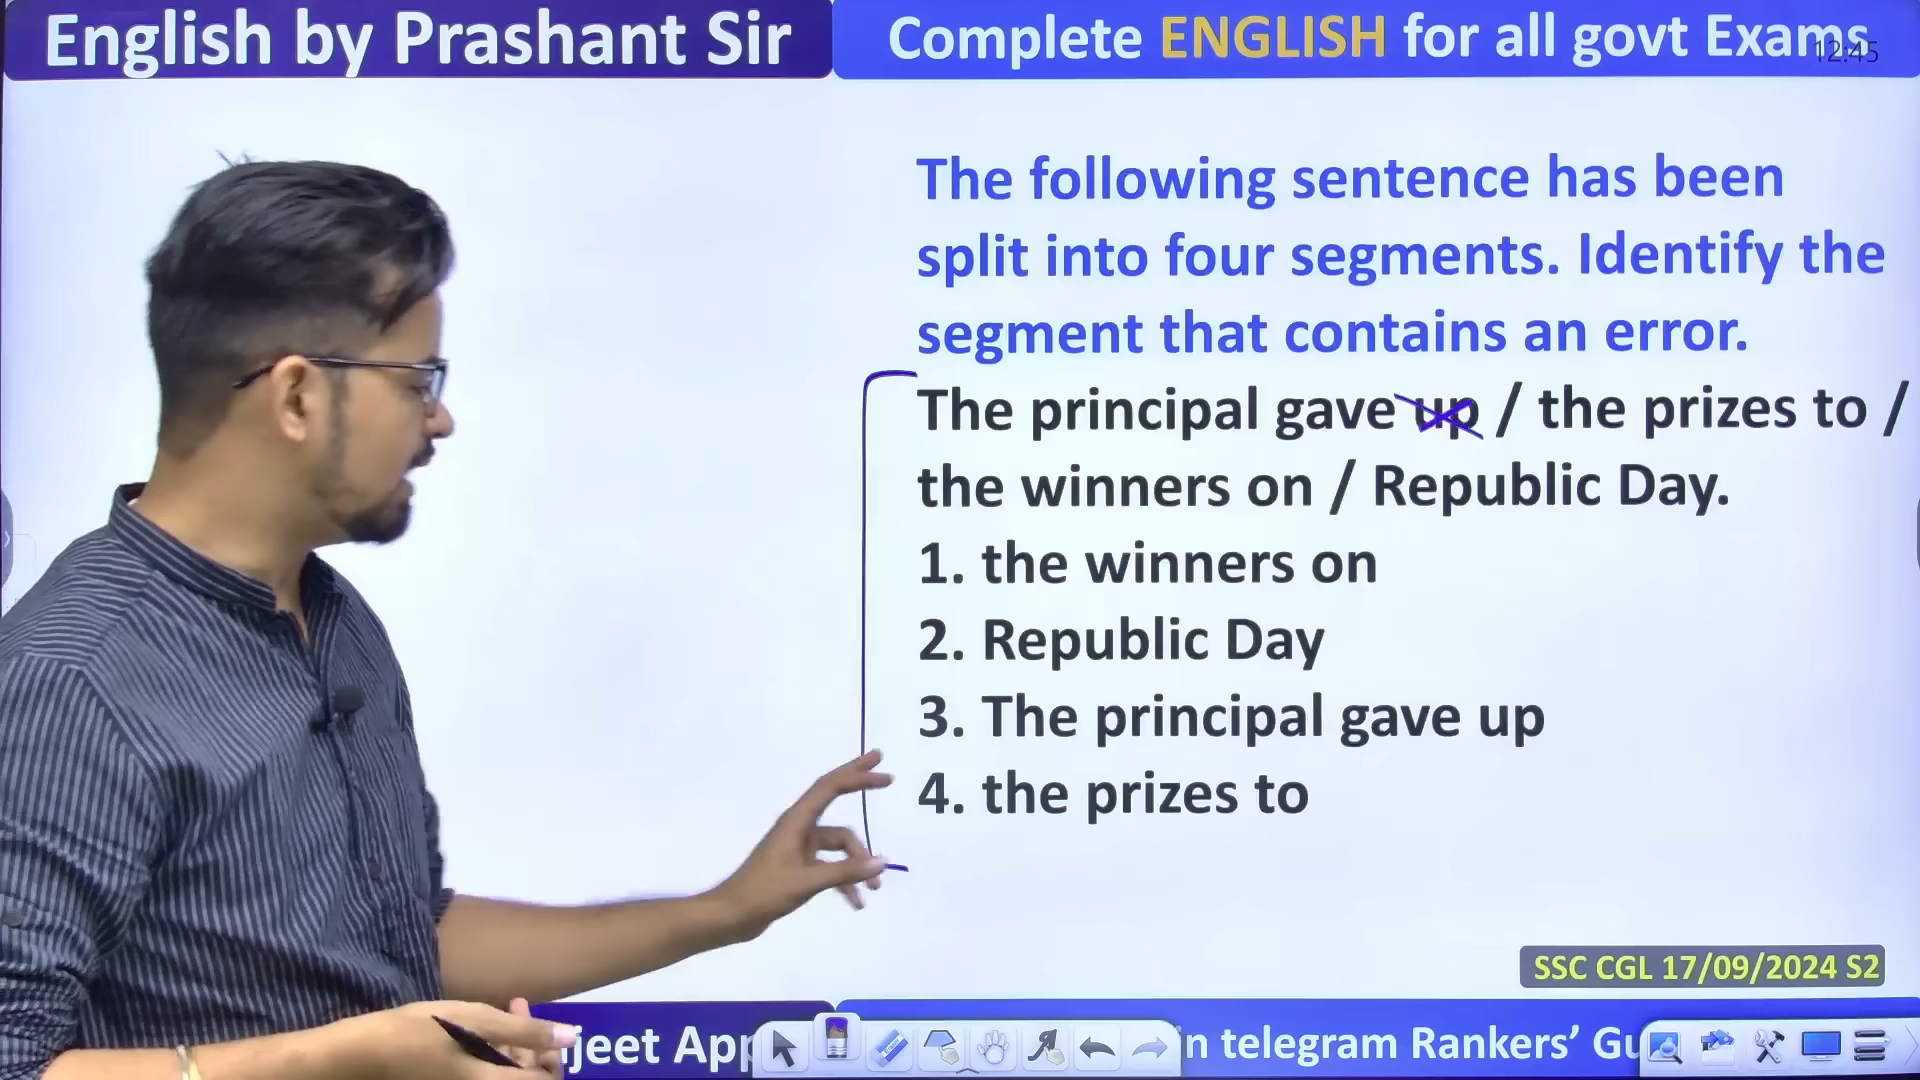 English by Prashant Sir
Complete ENGLISH for all govt Exams
12:45
The following sentence has been
split into four segments. Identify the
segment that contains an error.
The principal gave up / the prizes to /
the winners on / Republic Day.
1. the winners on
2. Republic Day
3. The principal gave up
4. the prizes to
SSC CGL 17/09/2024 S2
jeet App
in telegram Rankers’ Gu